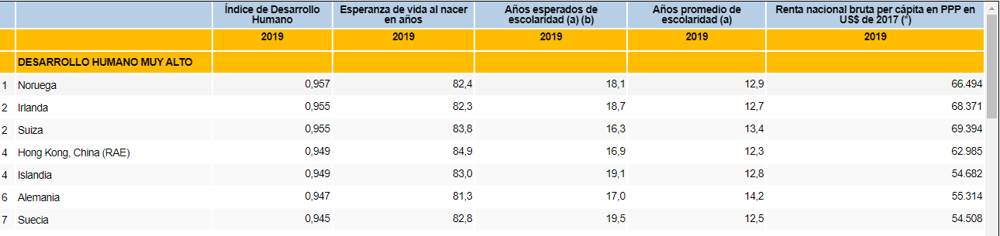 Índice de Desarrollo Humano Esperanza de vida al nacer en años Años esperados de escolaridad (a) (b) Años promedio de escolaridad (a) Renta nacional bruta per cápita en PPP en US$ de 2017 (*)
2019 2019 2019 2019 2019
DESARROLLO HUMANO MUY ALTO
1 Noruega 0,957 82,4 18,1 12,9 66.494
2 Irlanda 0,955 82,3 18,7 12,7 68.371
2 Suiza 0,955 83,8 16,3 13,4 69.394
4 Hong Kong, China (RAE) 0,949 84,9 16,9 12,3 62.985
4 Islandia 0,949 83,0 19,1 12,8 54.682
6 Alemania 0,947 81,3 17,0 14,2 55.314
7 Suecia 0,945 82,8 19,5 12,5 54.508